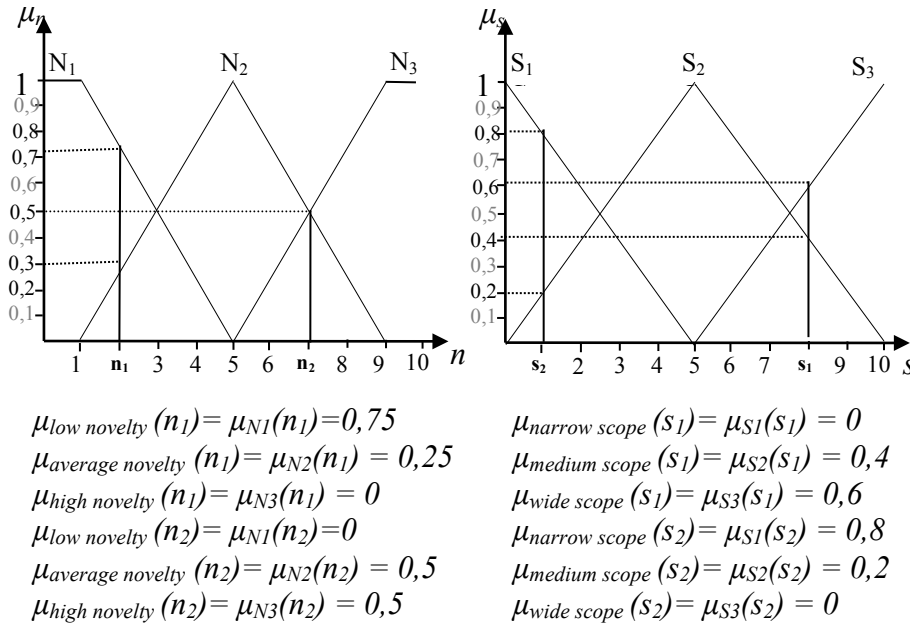 μn
N1 N2 N3
1
0,9
0,8
0,7
0,6
0,5
0,4
0,3
0,2
0,1
1 n1 3 4 5 6 n2 8 9 10 n
μs
S1 S2 S3
1
0,9
0,8
0,7
0,6
0,5
0,4
0,3
0,2
0,1
s2 2 3 4 5 6 7 s1 9 10 s
μlow novelty (n1)= μN1(n1)=0,75
μaverage novelty (n1)= μN2(n1) = 0,25
μhigh novelty (n1)= μN3(n1) = 0
μlow novelty (n2)= μN1(n2)=0
μaverage novelty (n2)= μN2(n2) = 0,5
μhigh novelty (n2)= μN3(n2) = 0,5
μnarrow scope (s1)= μS1(s1) = 0
μmedium scope (s1)= μS2(s1) = 0,4
μwide scope (s1)= μS3(s1) = 0,6
μnarrow scope (s2)= μS1(s2) = 0,8
μmedium scope (s2)= μS2(s2) = 0,2
μwide scope (s2)= μS3(s2) = 0